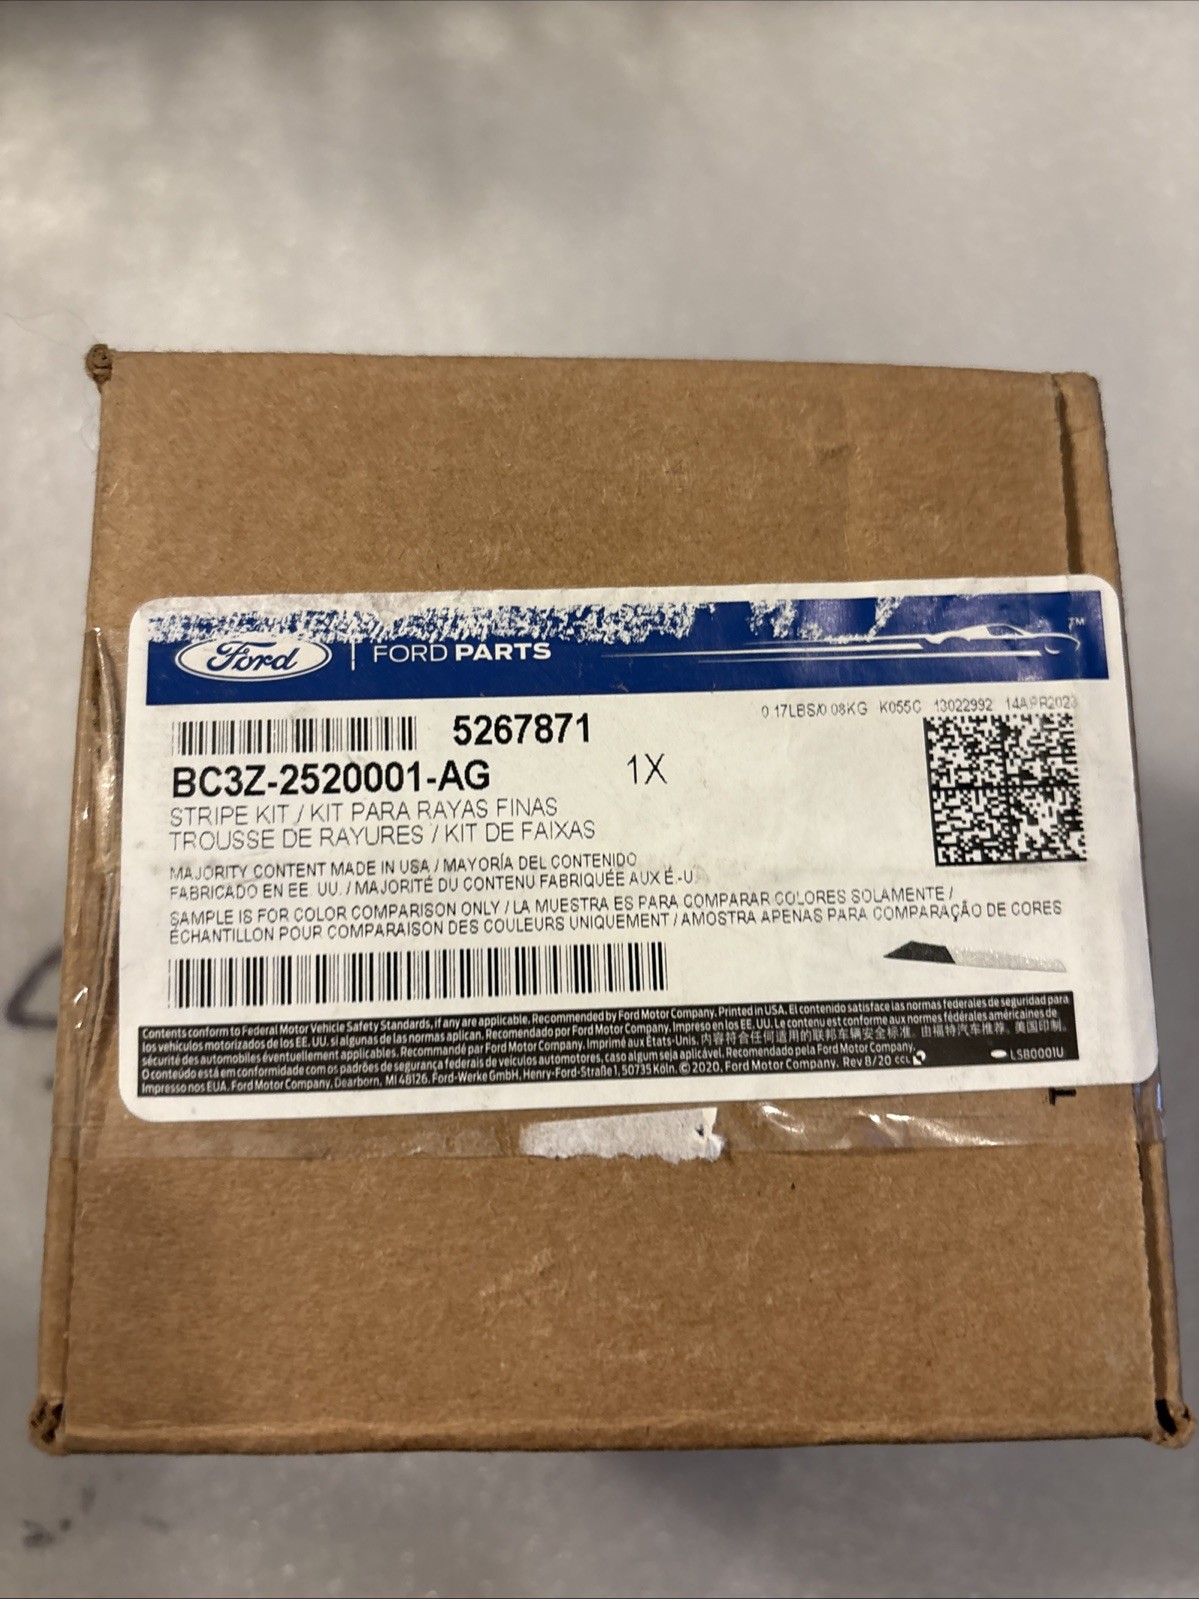 Ford | FORD PARTS ™
0.17LBS/0.08KG K055C 13022992 14APR2023
5267871
BC3Z-2520001-AG 1X
STRIPE KIT / KIT PARA RAYAS FINAS
TROUSSE DE RAYURES / KIT DE FAIXAS
MAJORITY CONTENT MADE IN USA / MAYORÍA DEL CONTENIDO
FABRICADO EN EE. UU. / MAJORITÉ DU CONTENU FABRIQUÉE AUX É.-U.
SAMPLE IS FOR COLOR COMPARISON ONLY / LA MUESTRA ES PARA COMPARAR COLORES SOLAMENTE /
ÉCHANTILLON POUR COMPARAISON DES COULEURS UNIQUEMENT / AMOSTRA APENAS PARA COMPARAÇÃO DE CORES
Contents conform to Federal Motor Vehicle Safety Standards, if any are applicable. Recommended by Ford Motor Company. Printed in USA. El contenido satisface las normas federales de seguridad para
los vehículos motorizados de los EE. UU. si algunas de las normas aplican. Recomendado por Ford Motor Company. Impreso en los EE. UU. Le contenu est conforme aux normes fédérales américaines de
sécurité des automobiles éventuellement applicables. Recommandé par Ford Motor Company. Imprimé aux États-Unis. 内容符合任何适用的联邦车辆安全标准。由福特汽车推荐。美国印制。
O conteúdo está em conformidade com os padrões de segurança federais de veículos automotores, caso algum seja aplicável. Recomendado pela Ford Motor Company.
Impresso nos EUA. Ford Motor Company, Dearborn, MI 48126. Ford-Werke GmbH, Henry-Ford-Straße 1, 50735 Köln. © 2020, Ford Motor Company. Rev B/20 CCL
LSB0001U